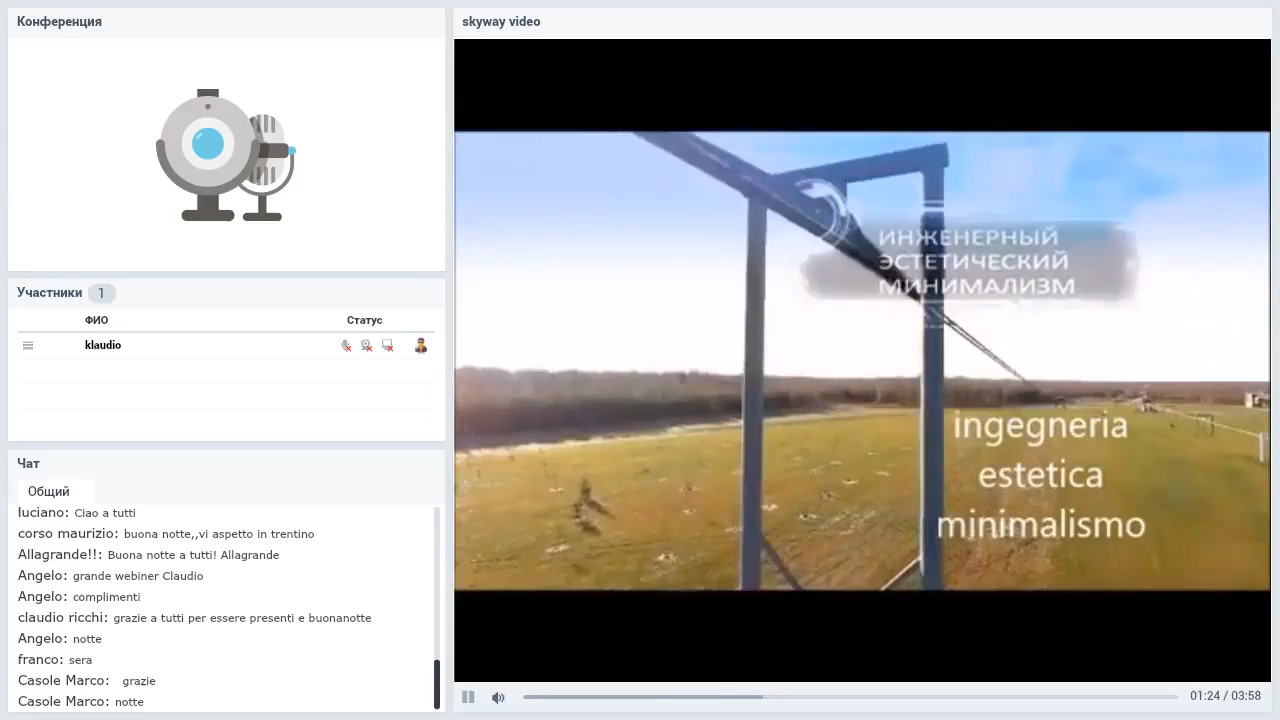 Конференция
Участники 1
ФИО Статус
klaudio
Чат
Общий
luciano: Ciao a tutti
corso maurizio: buona notte,,vi aspetto in trentino
Allagrande!!: Buona notte a tutti! Allagrande
Angelo: grande webiner Claudio
Angelo: complimenti
claudio ricchi: grazie a tutti per essere presenti e buonanotte
Angelo: notte
franco: sera
Casole Marco: grazie
Casole Marco: notte
skyway video
ИНЖЕНЕРНЫЙ
ЭСТЕТИЧЕСКИЙ
МИНИМАЛИЗМ
ingegneria
estetica
minimalismo
01:24 / 03:58